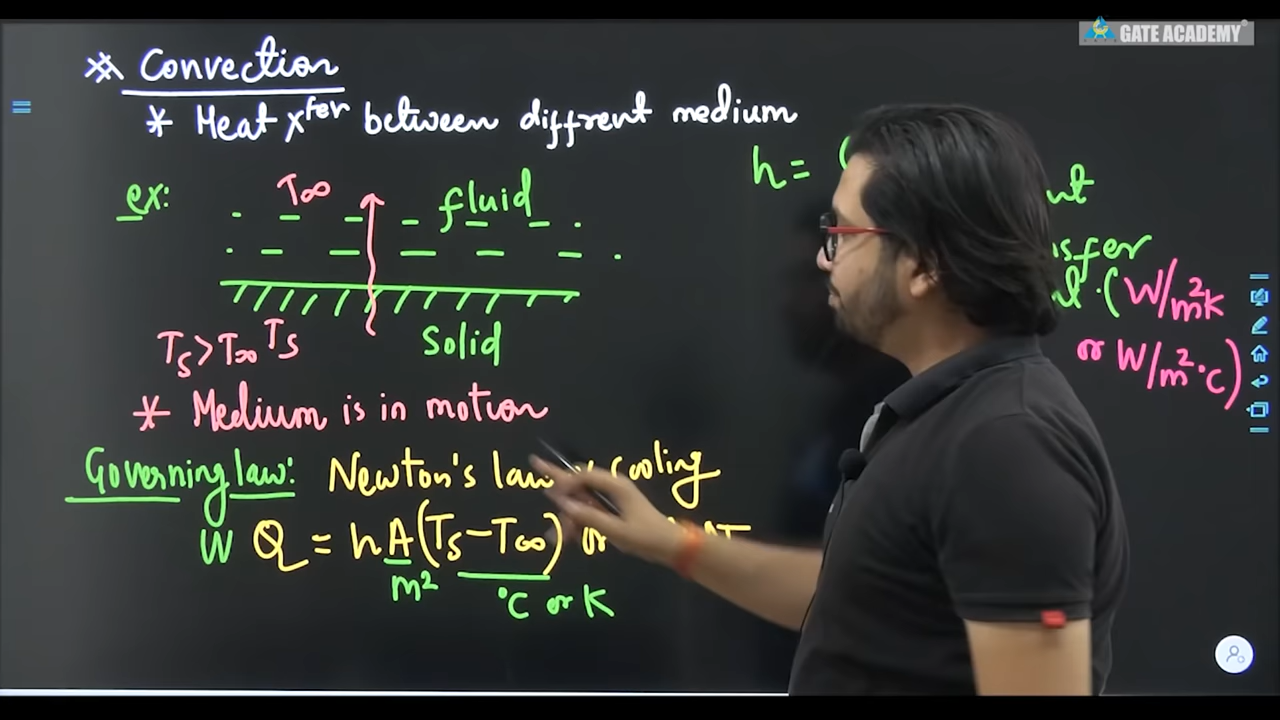 GATE ACADEMY
Convection
* Heat xfer between diffrent medium
ex:
T∞
fluid
Solid
Ts > T∞
Ts
* Medium is in motion
Governing law: Newton's law cooling
W Q = hA(Ts-T∞) or
m²
°C or K
h =
(W/m²K
or W/m²°C)